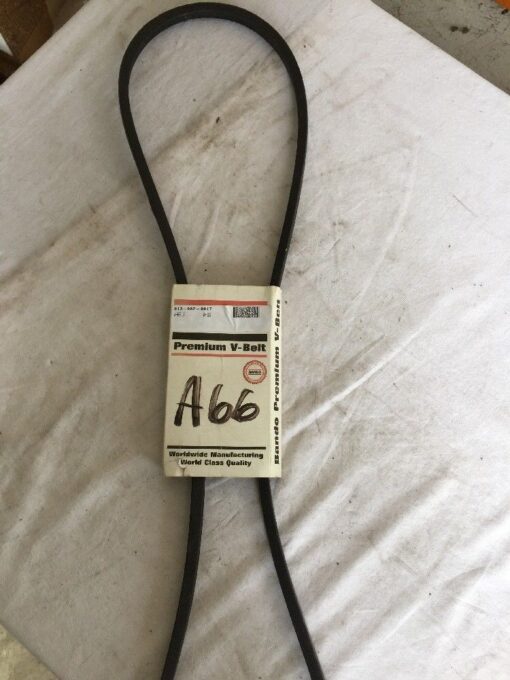 Premium V-Belt
A66
Worldwide Manufacturing
World Class Quality
Bando Premium V-Belt